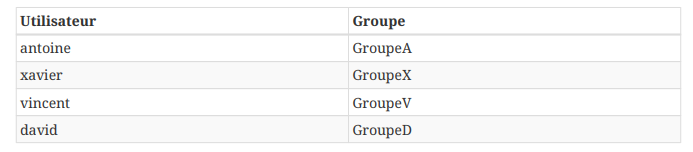 Utilisateur Groupe
antoine GroupeA
xavier GroupeX
vincent GroupeV
david GroupeD